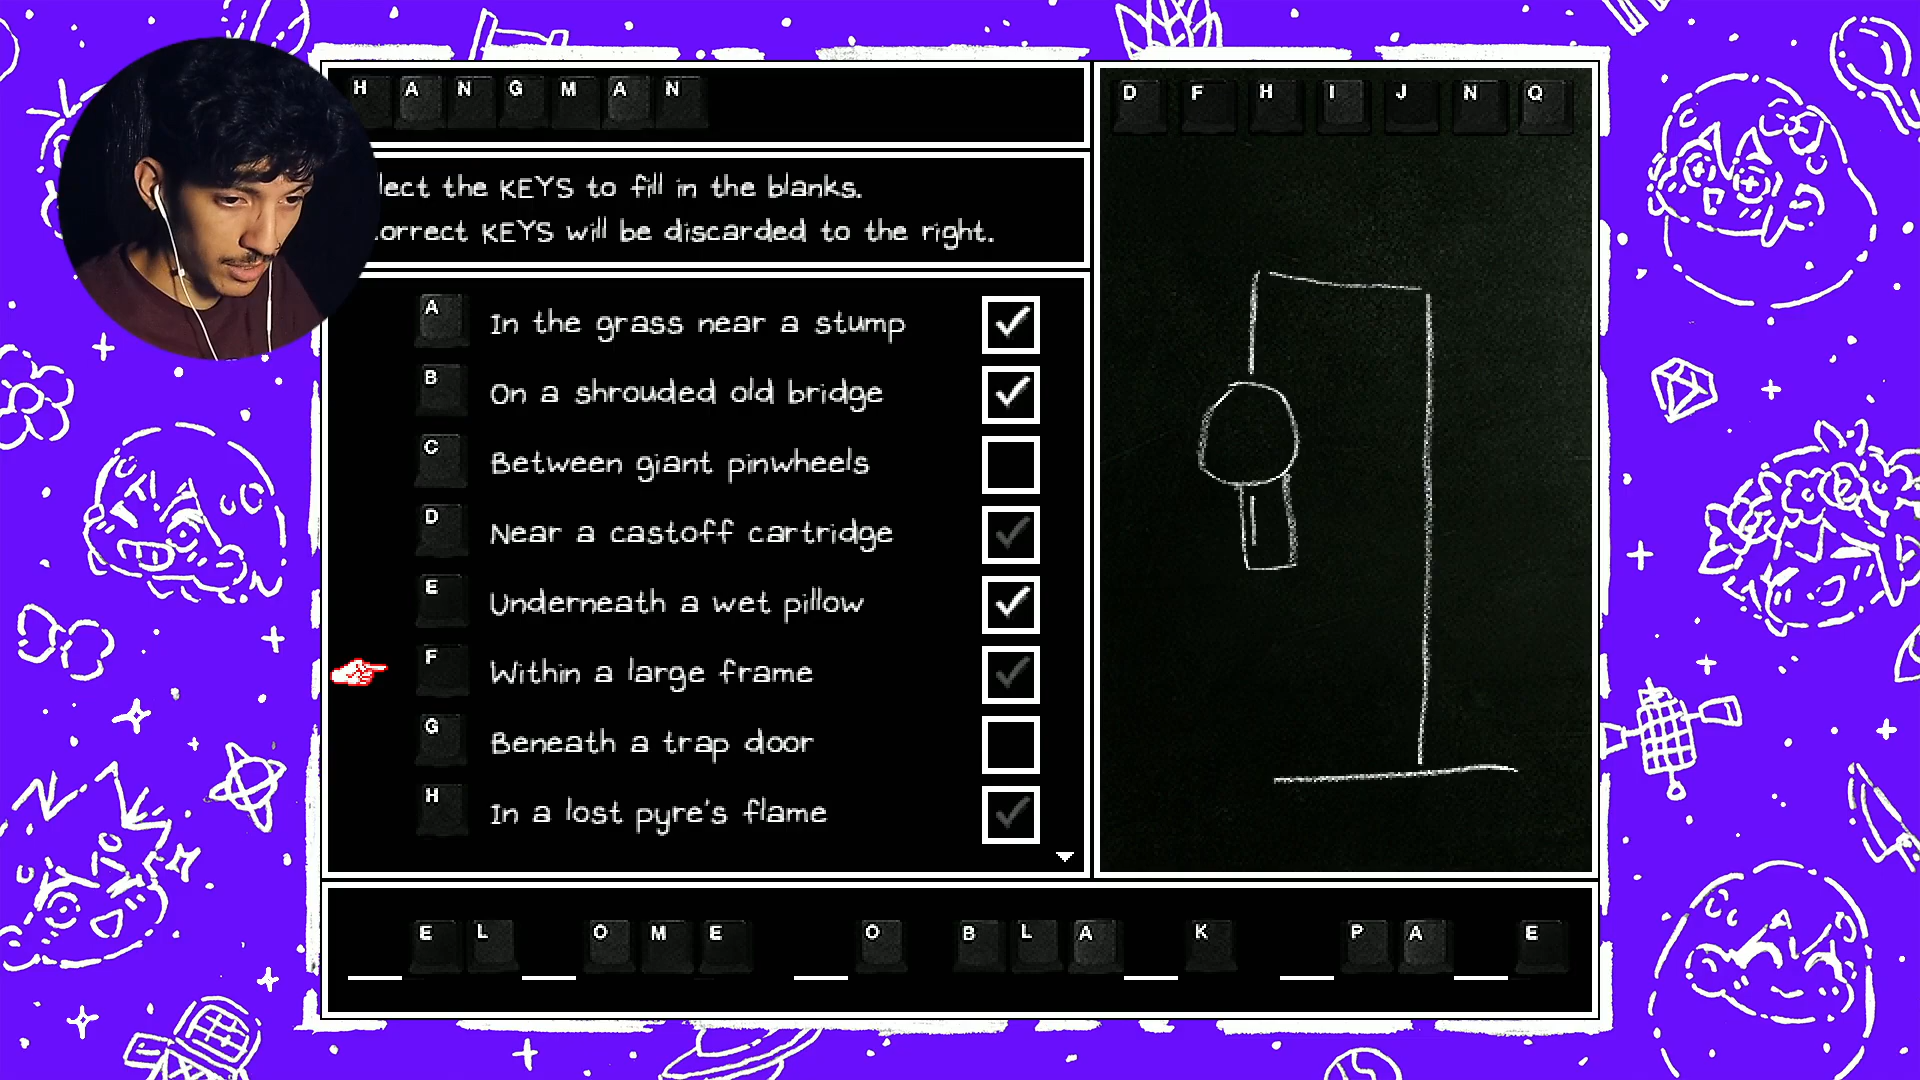 H A N G M A N
D F H I J N Q
lect the KEYS to fill in the blanks.
orrect KEYS will be discarded to the right.
A In the grass near a stump
B On a shrouded old bridge
C Between giant pinwheels
D Near a castoff cartridge
E Underneath a wet pillow
F Within a large frame
G Beneath a trap door
H In a lost pyre's flame
_ E L _ O M E _ O B L A _ K _ P A _ E